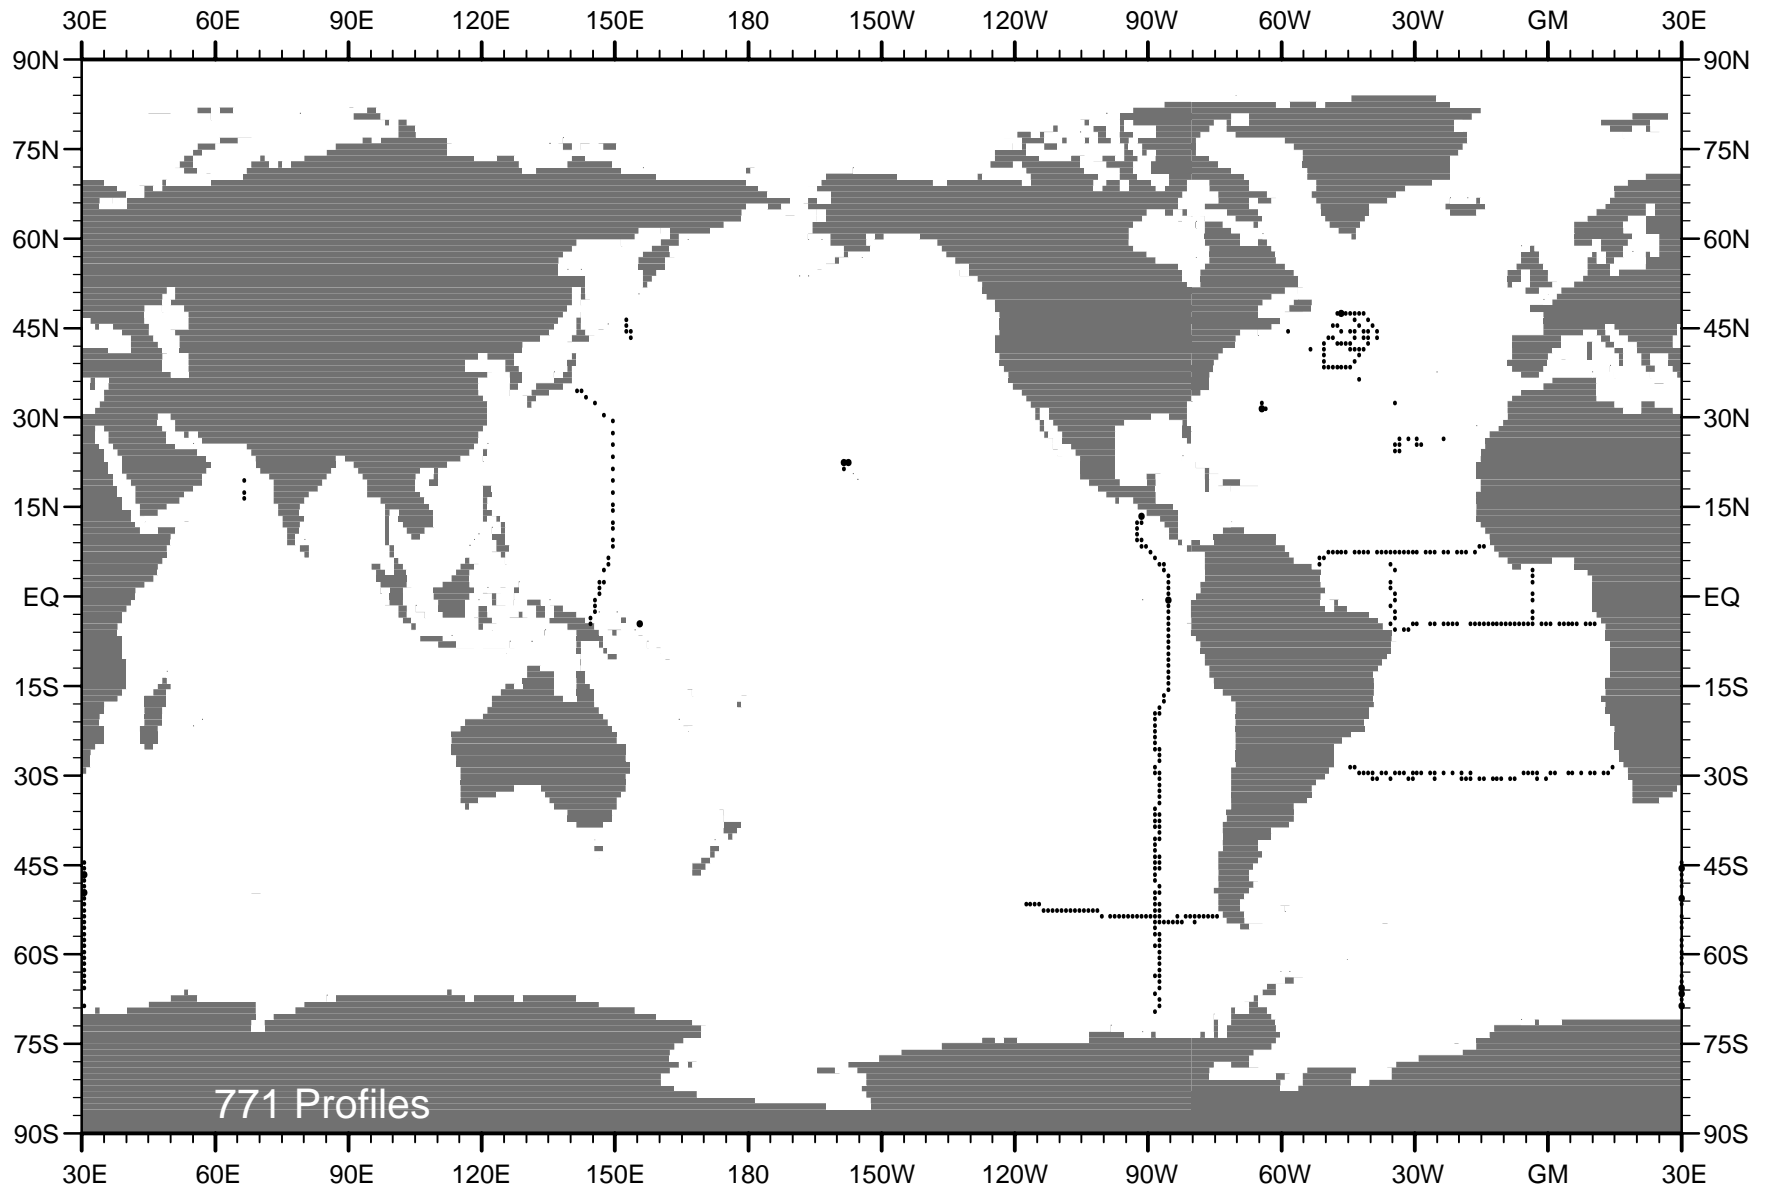 30E 60E 90E 120E 150E 180 150W 120W 90W 60W 30W GM 30E
90N 90N
75N 75N
60N 60N
45N 45N
30N 30N
15N 15N
EQ EQ
15S 15S
30S 30S
45S 45S
60S 60S
75S 75S
771 Profiles
90S 90S
30E 60E 90E 120E 150E 180 150W 120W 90W 60W 30W GM 30E